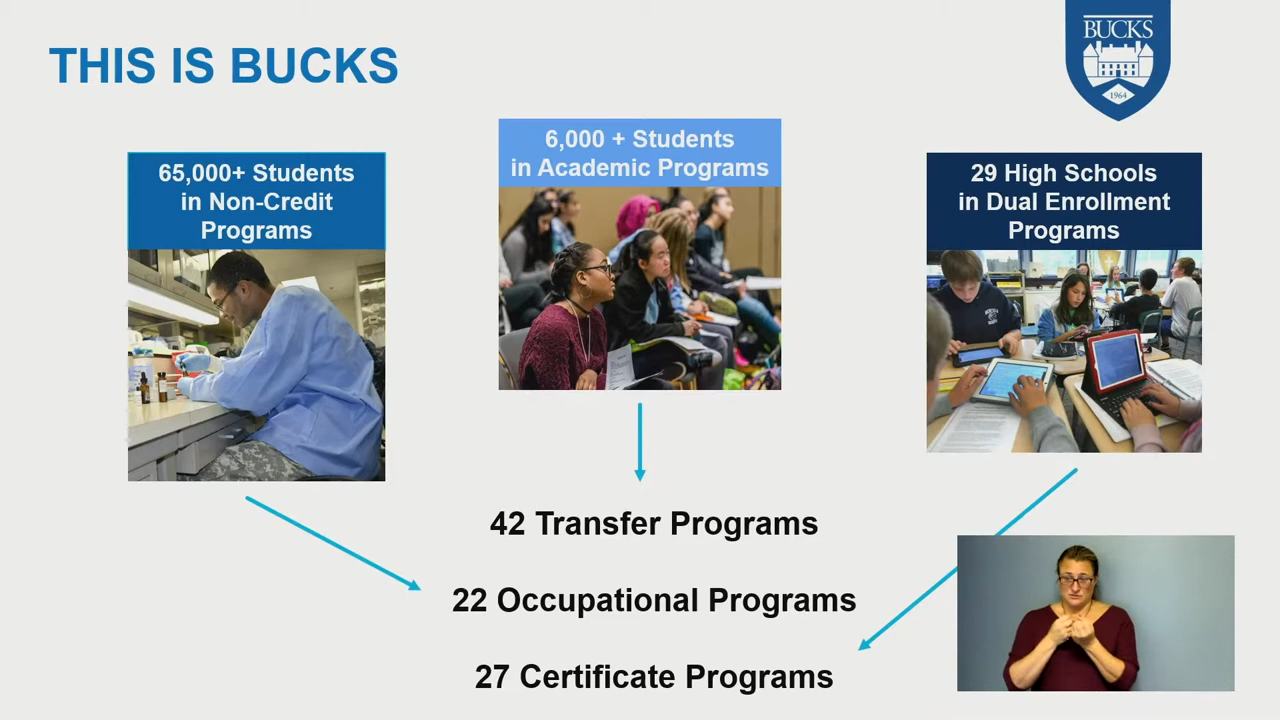 THIS IS BUCKS
BUCKS
1964
65,000+ Students
in Non-Credit
Programs
6,000 + Students
in Academic Programs
29 High Schools
in Dual Enrollment
Programs
42 Transfer Programs
22 Occupational Programs
27 Certificate Programs